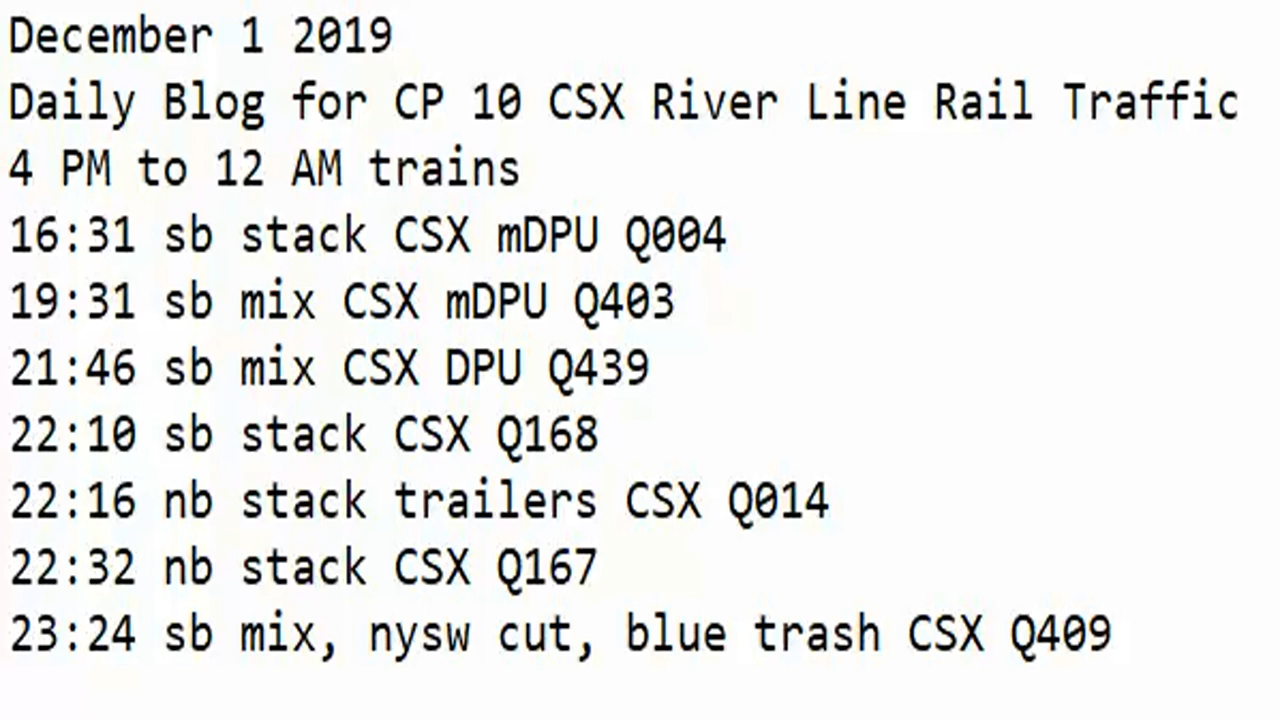 December 1 2019
Daily Blog for CP 10 CSX River Line Rail Traffic
4 PM to 12 AM trains
16:31 sb stack CSX mDPU Q004
19:31 sb mix CSX mDPU Q403
21:46 sb mix CSX DPU Q439
22:10 sb stack CSX Q168
22:16 nb stack trailers CSX Q014
22:32 nb stack CSX Q167
23:24 sb mix, nysw cut, blue trash CSX Q409